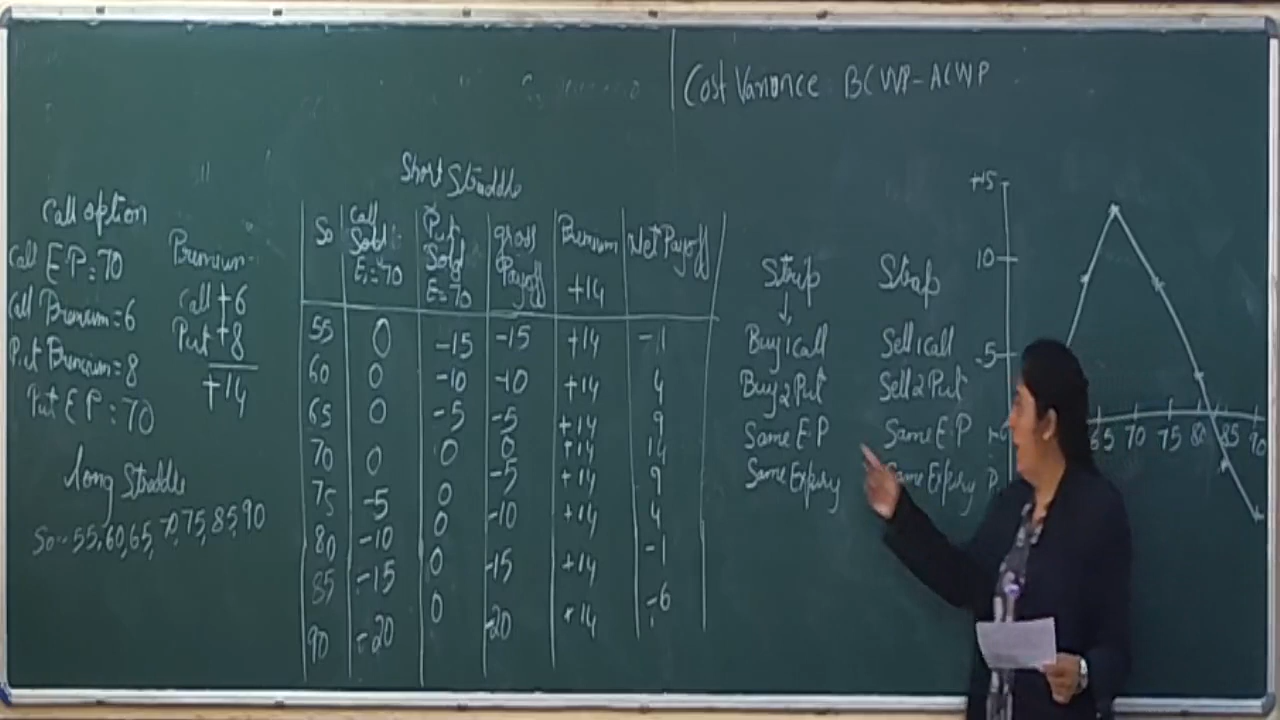 Cost Variance BCWP-ACWP
Call option
Call EP:70
Call Premium=6
Put Premium=8
Put EP:70
Premium
Call +6
Put +8
+14
Long Straddle
So-55,60,65,70,75,85,90
Short Straddle
So Call Sold E:=70 Put Sold E=70 gross Payoff Premium +14 Net Payoff
55 0 -15 -15 +14 -1
60 0 -10 -10 +14 4
65 0 -5 -5 +14 9
70 0 0 0 +14 14
75 -5 0 -5 +14 9
80 -10 0 -10 +14 4
85 -15 0 -15 +14 -1
90 -20 0 -20 +14 -6
Strip
↓
Buy 1 Call
Buy 2 Put
Same EP
Same Expiry
Strap
Sell 1 Call
Sell 2 Put
Same EP
Same Expiry
+15
10
5
65 70 75 80 85 90